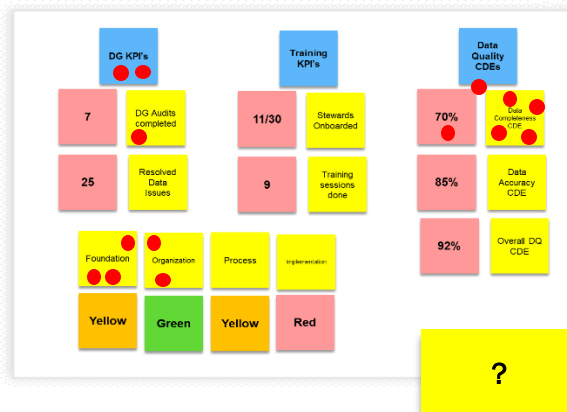 DG KPI's
Training
KPI's
Data
Quality
CDEs
7
DG Audits
completed
11/30
Stewards
Onboarded
70%
Data
Completeness
CDE
25
Resolved
Data
Issues
9
Training
sessions
done
85%
Data
Accuracy
CDE
92%
Overall DQ
CDE
Foundation
Organization
Process
Implementation
Yellow
Green
Yellow
Red
?